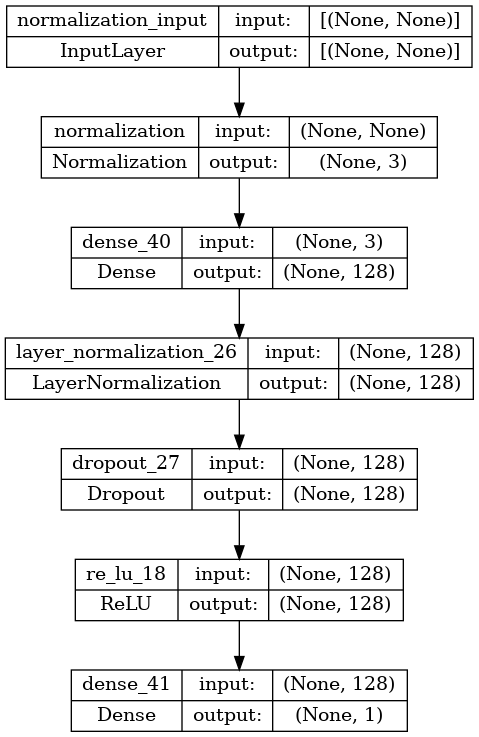 normalization_input input: [(None, None)]
InputLayer output: [(None, None)]
normalization input: (None, None)
Normalization output: (None, 3)
dense_40 input: (None, 3)
Dense output: (None, 128)
layer_normalization_26 input: (None, 128)
LayerNormalization output: (None, 128)
dropout_27 input: (None, 128)
Dropout output: (None, 128)
re_lu_18 input: (None, 128)
ReLU output: (None, 128)
dense_41 input: (None, 128)
Dense output: (None, 1)